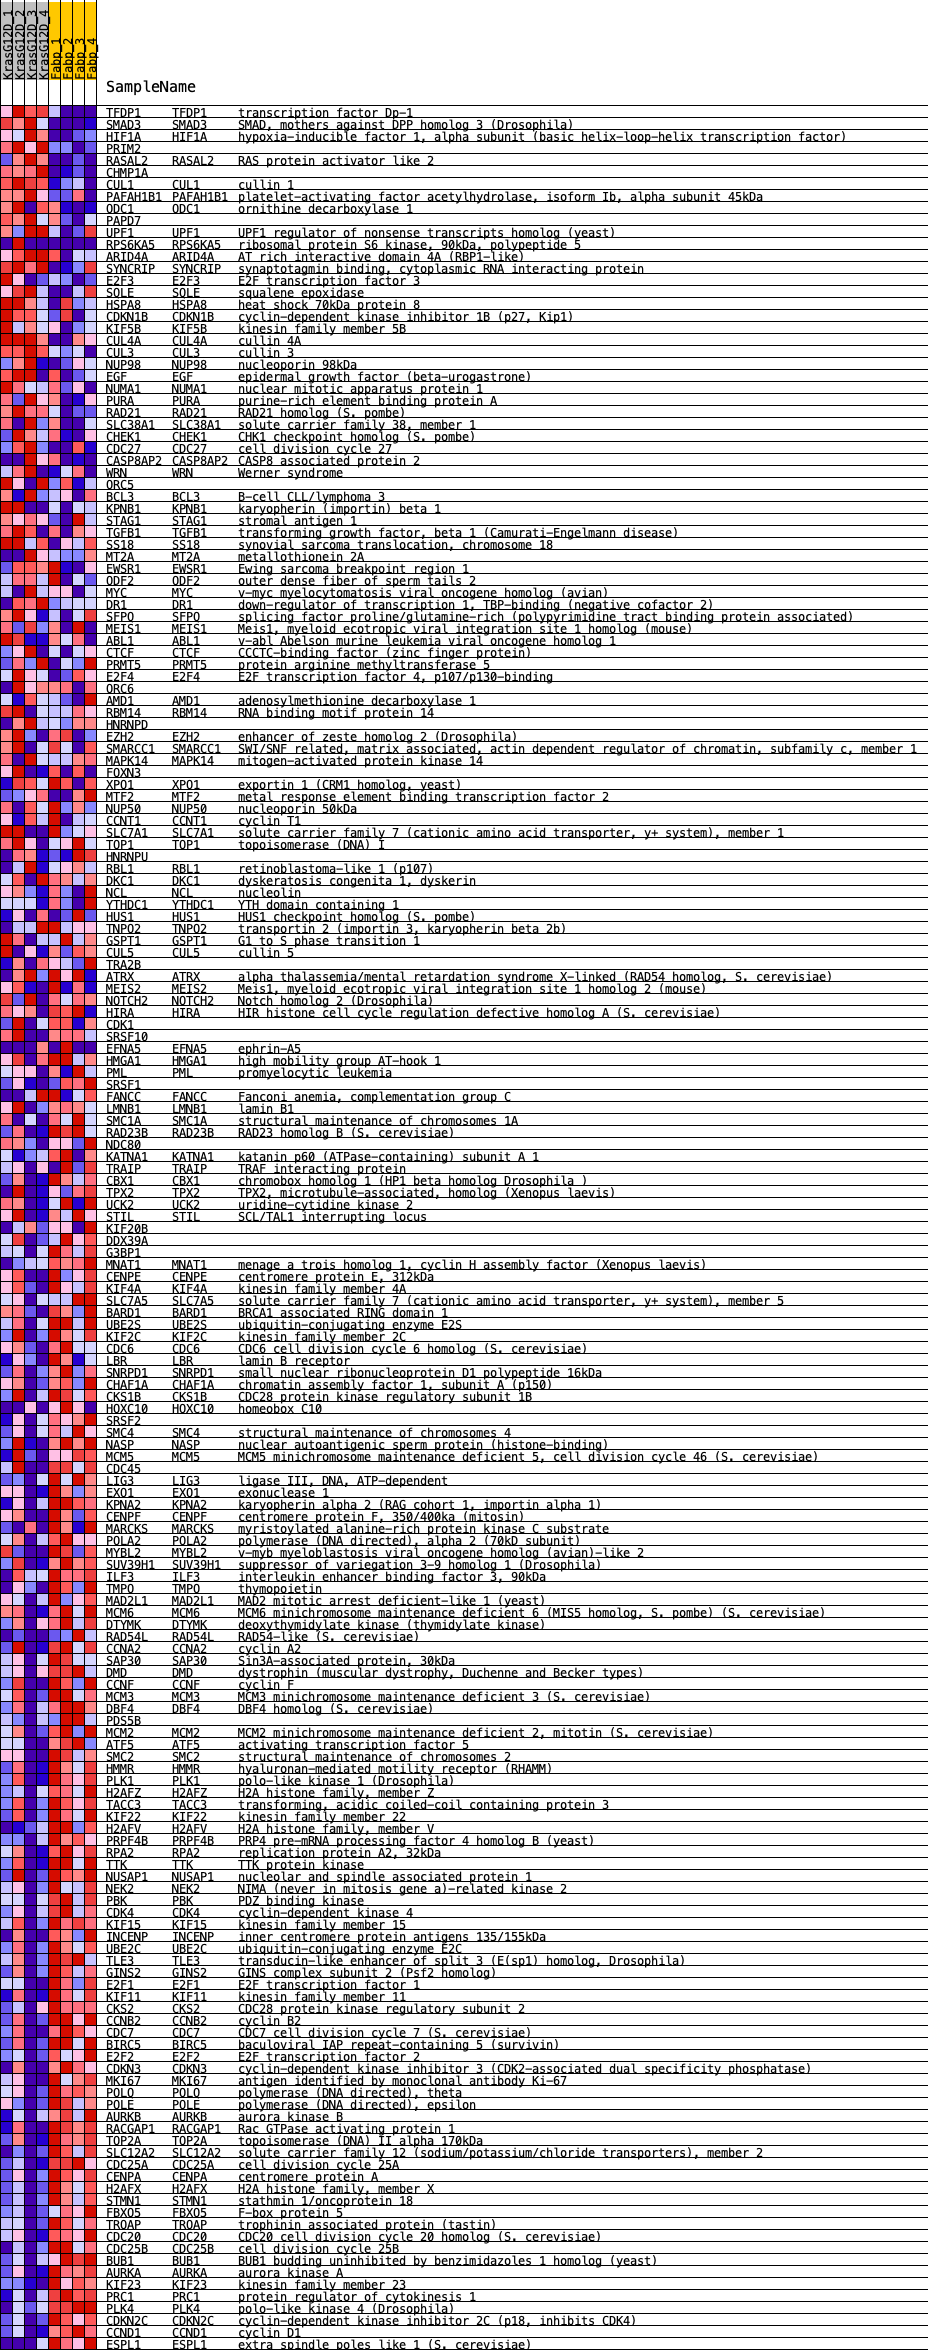 KrasG12D_1
KrasG12D_2
KrasG12D_3
KrasG12D_4
Fabp_1
Fabp_2
Fabp_3
Fabp_4
SampleName
TFDP1 TFDP1 transcription factor Dp-1
SMAD3 SMAD3 SMAD, mothers against DPP homolog 3 (Drosophila)
HIF1A HIF1A hypoxia-inducible factor 1, alpha subunit (basic helix-loop-helix transcription factor)
PRIM2
RASAL2 RASAL2 RAS protein activator like 2
CHMP1A
CUL1 CUL1 cullin 1
PAFAH1B1 PAFAH1B1 platelet-activating factor acetylhydrolase, isoform Ib, alpha subunit 45kDa
ODC1 ODC1 ornithine decarboxylase 1
PAPD7
UPF1 UPF1 UPF1 regulator of nonsense transcripts homolog (yeast)
RPS6KA5 RPS6KA5 ribosomal protein S6 kinase, 90kDa, polypeptide 5
ARID4A ARID4A AT rich interactive domain 4A (RBP1-like)
SYNCRIP SYNCRIP synaptotagmin binding, cytoplasmic RNA interacting protein
E2F3 E2F3 E2F transcription factor 3
SQLE SQLE squalene epoxidase
HSPA8 HSPA8 heat shock 70kDa protein 8
CDKN1B CDKN1B cyclin-dependent kinase inhibitor 1B (p27, Kip1)
KIF5B KIF5B kinesin family member 5B
CUL4A CUL4A cullin 4A
CUL3 CUL3 cullin 3
NUP98 NUP98 nucleoporin 98kDa
EGF EGF epidermal growth factor (beta-urogastrone)
NUMA1 NUMA1 nuclear mitotic apparatus protein 1
PURA PURA purine-rich element binding protein A
RAD21 RAD21 RAD21 homolog (S. pombe)
SLC38A1 SLC38A1 solute carrier family 38, member 1
CHEK1 CHEK1 CHK1 checkpoint homolog (S. pombe)
CDC27 CDC27 cell division cycle 27
CASP8AP2 CASP8AP2 CASP8 associated protein 2
WRN WRN Werner syndrome
ORC5
BCL3 BCL3 B-cell CLL/lymphoma 3
KPNB1 KPNB1 karyopherin (importin) beta 1
STAG1 STAG1 stromal antigen 1
TGFB1 TGFB1 transforming growth factor, beta 1 (Camurati-Engelmann disease)
SS18 SS18 synovial sarcoma translocation, chromosome 18
MT2A MT2A metallothionein 2A
EWSR1 EWSR1 Ewing sarcoma breakpoint region 1
ODF2 ODF2 outer dense fiber of sperm tails 2
MYC MYC v-myc myelocytomatosis viral oncogene homolog (avian)
DR1 DR1 down-regulator of transcription 1, TBP-binding (negative cofactor 2)
SFPQ SFPQ splicing factor proline/glutamine-rich (polypyrimidine tract binding protein associated)
MEIS1 MEIS1 Meis1, myeloid ecotropic viral integration site 1 homolog (mouse)
ABL1 ABL1 v-abl Abelson murine leukemia viral oncogene homolog 1
CTCF CTCF CCCTC-binding factor (zinc finger protein)
PRMT5 PRMT5 protein arginine methyltransferase 5
E2F4 E2F4 E2F transcription factor 4, p107/p130-binding
ORC6
AMD1 AMD1 adenosylmethionine decarboxylase 1
RBM14 RBM14 RNA binding motif protein 14
HNRNPD
EZH2 EZH2 enhancer of zeste homolog 2 (Drosophila)
SMARCC1 SMARCC1 SWI/SNF related, matrix associated, actin dependent regulator of chromatin, subfamily c, member 1
MAPK14 MAPK14 mitogen-activated protein kinase 14
FOXN3
XPO1 XPO1 exportin 1 (CRM1 homolog, yeast)
MTF2 MTF2 metal response element binding transcription factor 2
NUP50 NUP50 nucleoporin 50kDa
CCNT1 CCNT1 cyclin T1
SLC7A1 SLC7A1 solute carrier family 7 (cationic amino acid transporter, y+ system), member 1
TOP1 TOP1 topoisomerase (DNA) I
HNRNPU
RBL1 RBL1 retinoblastoma-like 1 (p107)
DKC1 DKC1 dyskeratosis congenita 1, dyskerin
NCL NCL nucleolin
YTHDC1 YTHDC1 YTH domain containing 1
HUS1 HUS1 HUS1 checkpoint homolog (S. pombe)
TNPO2 TNPO2 transportin 2 (importin 3, karyopherin beta 2b)
GSPT1 GSPT1 G1 to S phase transition 1
CUL5 CUL5 cullin 5
TRA2B
ATRX ATRX alpha thalassemia/mental retardation syndrome X-linked (RAD54 homolog, S. cerevisiae)
MEIS2 MEIS2 Meis1, myeloid ecotropic viral integration site 1 homolog 2 (mouse)
NOTCH2 NOTCH2 Notch homolog 2 (Drosophila)
HIRA HIRA HIR histone cell cycle regulation defective homolog A (S. cerevisiae)
CDK1
SRSF10
EFNA5 EFNA5 ephrin-A5
HMGA1 HMGA1 high mobility group AT-hook 1
PML PML promyelocytic leukemia
SRSF1
FANCC FANCC Fanconi anemia, complementation group C
LMNB1 LMNB1 lamin B1
SMC1A SMC1A structural maintenance of chromosomes 1A
RAD23B RAD23B RAD23 homolog B (S. cerevisiae)
NDC80
KATNA1 KATNA1 katanin p60 (ATPase-containing) subunit A 1
TRAIP TRAIP TRAF interacting protein
CBX1 CBX1 chromobox homolog 1 (HP1 beta homolog Drosophila )
TPX2 TPX2 TPX2, microtubule-associated, homolog (Xenopus laevis)
UCK2 UCK2 uridine-cytidine kinase 2
STIL STIL SCL/TAL1 interrupting locus
KIF20B
DDX39A
G3BP1
MNAT1 MNAT1 menage a trois homolog 1, cyclin H assembly factor (Xenopus laevis)
CENPE CENPE centromere protein E, 312kDa
KIF4A KIF4A kinesin family member 4A
SLC7A5 SLC7A5 solute carrier family 7 (cationic amino acid transporter, y+ system), member 5
BARD1 BARD1 BRCA1 associated RING domain 1
UBE2S UBE2S ubiquitin-conjugating enzyme E2S
KIF2C KIF2C kinesin family member 2C
CDC6 CDC6 CDC6 cell division cycle 6 homolog (S. cerevisiae)
LBR LBR lamin B receptor
SNRPD1 SNRPD1 small nuclear ribonucleoprotein D1 polypeptide 16kDa
CHAF1A CHAF1A chromatin assembly factor 1, subunit A (p150)
CKS1B CKS1B CDC28 protein kinase regulatory subunit 1B
HOXC10 HOXC10 homeobox C10
SRSF2
SMC4 SMC4 structural maintenance of chromosomes 4
NASP NASP nuclear autoantigenic sperm protein (histone-binding)
MCM5 MCM5 MCM5 minichromosome maintenance deficient 5, cell division cycle 46 (S. cerevisiae)
CDC45
LIG3 LIG3 ligase III, DNA, ATP-dependent
EXO1 EXO1 exonuclease 1
KPNA2 KPNA2 karyopherin alpha 2 (RAG cohort 1, importin alpha 1)
CENPF CENPF centromere protein F, 350/400ka (mitosin)
MARCKS MARCKS myristoylated alanine-rich protein kinase C substrate
POLA2 POLA2 polymerase (DNA directed), alpha 2 (70kD subunit)
MYBL2 MYBL2 v-myb myeloblastosis viral oncogene homolog (avian)-like 2
SUV39H1 SUV39H1 suppressor of variegation 3-9 homolog 1 (Drosophila)
ILF3 ILF3 interleukin enhancer binding factor 3, 90kDa
TMPO TMPO thymopoietin
MAD2L1 MAD2L1 MAD2 mitotic arrest deficient-like 1 (yeast)
MCM6 MCM6 MCM6 minichromosome maintenance deficient 6 (MIS5 homolog, S. pombe) (S. cerevisiae)
DTYMK DTYMK deoxythymidylate kinase (thymidylate kinase)
RAD54L RAD54L RAD54-like (S. cerevisiae)
CCNA2 CCNA2 cyclin A2
SAP30 SAP30 Sin3A-associated protein, 30kDa
DMD DMD dystrophin (muscular dystrophy, Duchenne and Becker types)
CCNF CCNF cyclin F
MCM3 MCM3 MCM3 minichromosome maintenance deficient 3 (S. cerevisiae)
DBF4 DBF4 DBF4 homolog (S. cerevisiae)
PDS5B
MCM2 MCM2 MCM2 minichromosome maintenance deficient 2, mitotin (S. cerevisiae)
ATF5 ATF5 activating transcription factor 5
SMC2 SMC2 structural maintenance of chromosomes 2
HMMR HMMR hyaluronan-mediated motility receptor (RHAMM)
PLK1 PLK1 polo-like kinase 1 (Drosophila)
H2AFZ H2AFZ H2A histone family, member Z
TACC3 TACC3 transforming, acidic coiled-coil containing protein 3
KIF22 KIF22 kinesin family member 22
H2AFV H2AFV H2A histone family, member V
PRPF4B PRPF4B PRP4 pre-mRNA processing factor 4 homolog B (yeast)
RPA2 RPA2 replication protein A2, 32kDa
TTK TTK TTK protein kinase
NUSAP1 NUSAP1 nucleolar and spindle associated protein 1
NEK2 NEK2 NIMA (never in mitosis gene a)-related kinase 2
PBK PBK PDZ binding kinase
CDK4 CDK4 cyclin-dependent kinase 4
KIF15 KIF15 kinesin family member 15
INCENP INCENP inner centromere protein antigens 135/155kDa
UBE2C UBE2C ubiquitin-conjugating enzyme E2C
TLE3 TLE3 transducin-like enhancer of split 3 (E(sp1) homolog, Drosophila)
GINS2 GINS2 GINS complex subunit 2 (Psf2 homolog)
E2F1 E2F1 E2F transcription factor 1
KIF11 KIF11 kinesin family member 11
CKS2 CKS2 CDC28 protein kinase regulatory subunit 2
CCNB2 CCNB2 cyclin B2
CDC7 CDC7 CDC7 cell division cycle 7 (S. cerevisiae)
BIRC5 BIRC5 baculoviral IAP repeat-containing 5 (survivin)
E2F2 E2F2 E2F transcription factor 2
CDKN3 CDKN3 cyclin-dependent kinase inhibitor 3 (CDK2-associated dual specificity phosphatase)
MKI67 MKI67 antigen identified by monoclonal antibody Ki-67
POLQ POLQ polymerase (DNA directed), theta
POLE POLE polymerase (DNA directed), epsilon
AURKB AURKB aurora kinase B
RACGAP1 RACGAP1 Rac GTPase activating protein 1
TOP2A TOP2A topoisomerase (DNA) II alpha 170kDa
SLC12A2 SLC12A2 solute carrier family 12 (sodium/potassium/chloride transporters), member 2
CDC25A CDC25A cell division cycle 25A
CENPA CENPA centromere protein A
H2AFX H2AFX H2A histone family, member X
STMN1 STMN1 stathmin 1/oncoprotein 18
FBXO5 FBXO5 F-box protein 5
TROAP TROAP trophinin associated protein (tastin)
CDC20 CDC20 CDC20 cell division cycle 20 homolog (S. cerevisiae)
CDC25B CDC25B cell division cycle 25B
BUB1 BUB1 BUB1 budding uninhibited by benzimidazoles 1 homolog (yeast)
AURKA AURKA aurora kinase A
KIF23 KIF23 kinesin family member 23
PRC1 PRC1 protein regulator of cytokinesis 1
PLK4 PLK4 polo-like kinase 4 (Drosophila)
CDKN2C CDKN2C cyclin-dependent kinase inhibitor 2C (p18, inhibits CDK4)
CCND1 CCND1 cyclin D1
ESPL1 ESPL1 extra spindle poles like 1 (S. cerevisiae)